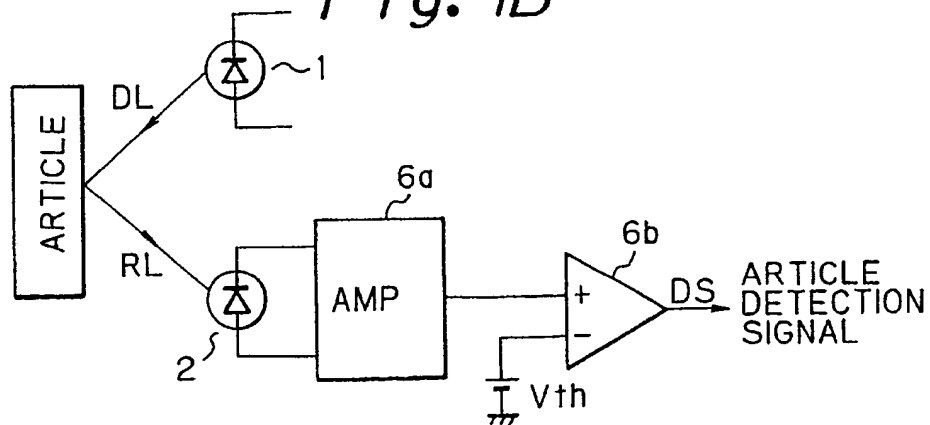 Fig. 1B
1
DL
ARTICLE
RL
2
6a
AMP
6b
+
−
Vth
DS
ARTICLE
DETECTION
SIGNAL